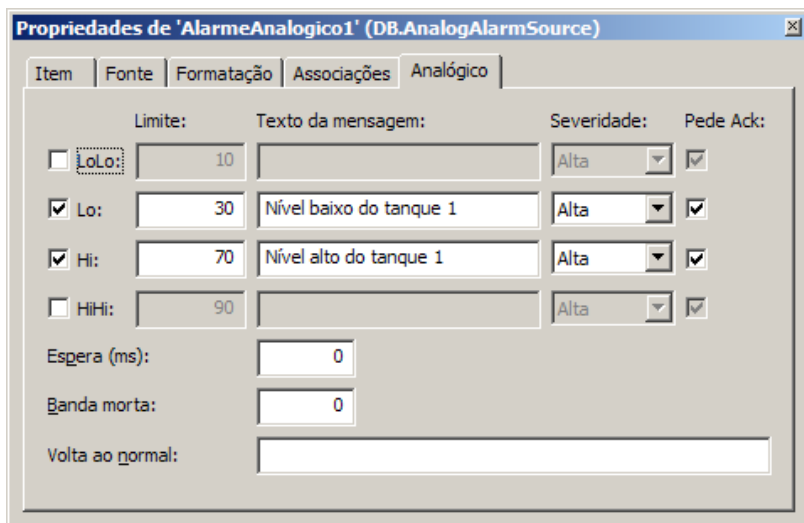 Propriedades de 'AlarmeAnalogico1' (DB.AnalogAlarmSource)
Item Fonte Formatação Associações Analógico
Limite: Texto da mensagem: Severidade: Pede Ack:
LoLo: 10 Alta
Lo: 30 Nível baixo do tanque 1 Alta
Hi: 70 Nível alto do tanque 1 Alta
HiHi: 90 Alta
Espera (ms): 0
Banda morta: 0
Volta ao normal: